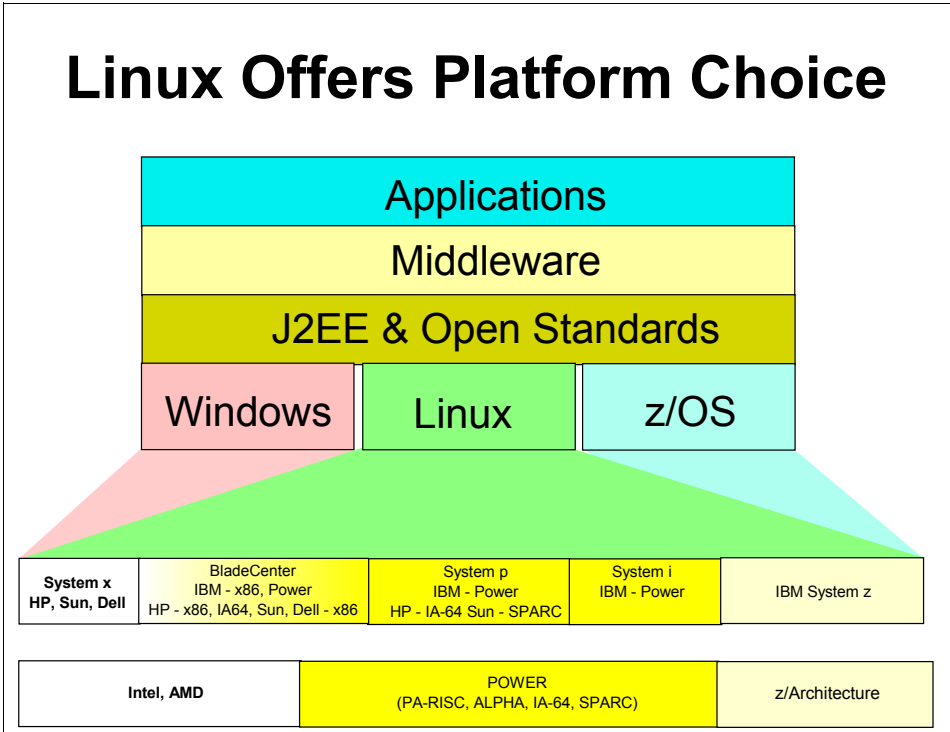 Linux Offers Platform Choice
Applications
Middleware
J2EE & Open Standards
Windows
Linux
z/OS
System x
HP, Sun, Dell
BladeCenter
IBM - x86, Power
HP - x86, IA64, Sun, Dell - x86
System p
IBM - Power
HP - IA-64 Sun - SPARC
System i
IBM - Power
IBM System z
Intel, AMD
POWER
(PA-RISC, ALPHA, IA-64, SPARC)
z/Architecture